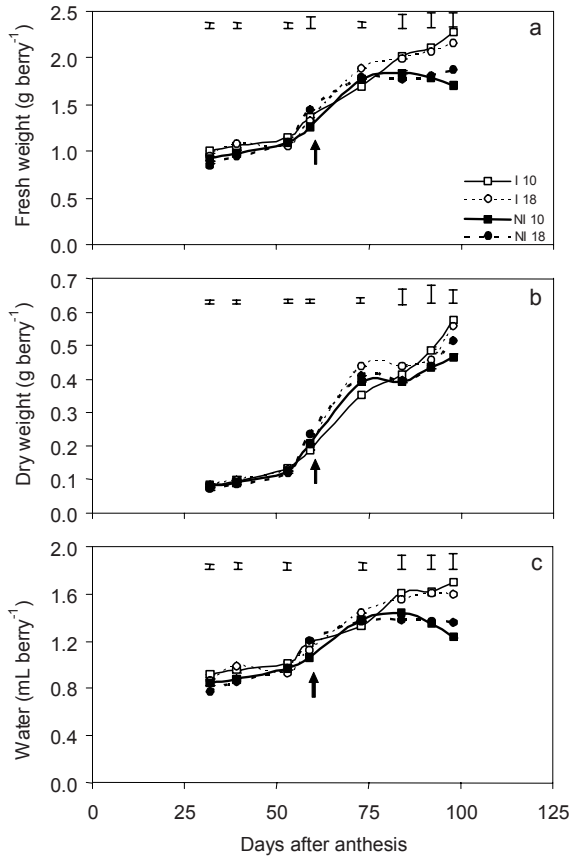 a
2.5
2.0
1.5
1.0
0.5
0.0
Fresh weight (g berry⁻¹)
I 10
I 18
NI 10
NI 18
b
0.7
0.6
0.5
0.4
0.3
0.2
0.1
0.0
Dry weight (g berry⁻¹)
c
2.0
1.6
1.2
0.8
0.4
0.0
Water (mL berry⁻¹)
0 25 50 75 100 125
Days after anthesis